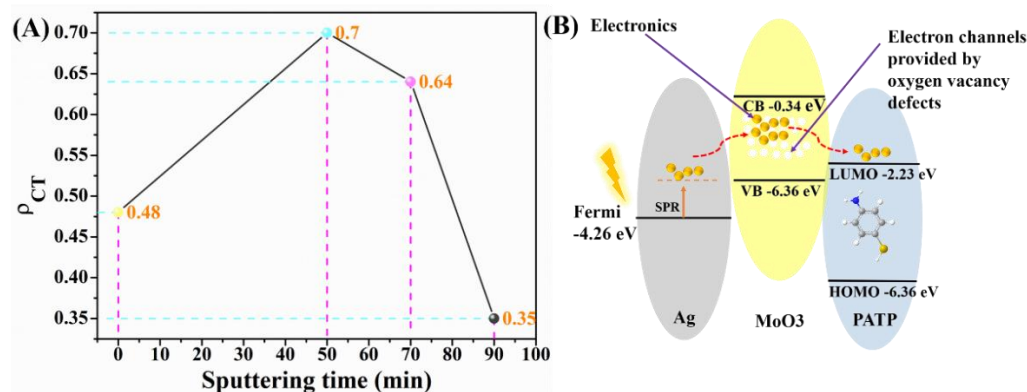 (A)
0.70
0.65
0.60
0.55
0.50
0.45
0.40
0.35
ρCT
0.7
0.64
0.48
0.35
0 10 20 30 40 50 60 70 80 90 100
Sputtering time (min)
(B)
Electronics
Electron channels
provided by
oxygen vacancy
defects
CB -0.34 eV
LUMO -2.23 eV
VB -6.36 eV
SPR
Fermi
-4.26 eV
HOMO -6.36 eV
Ag
MoO3
PATP